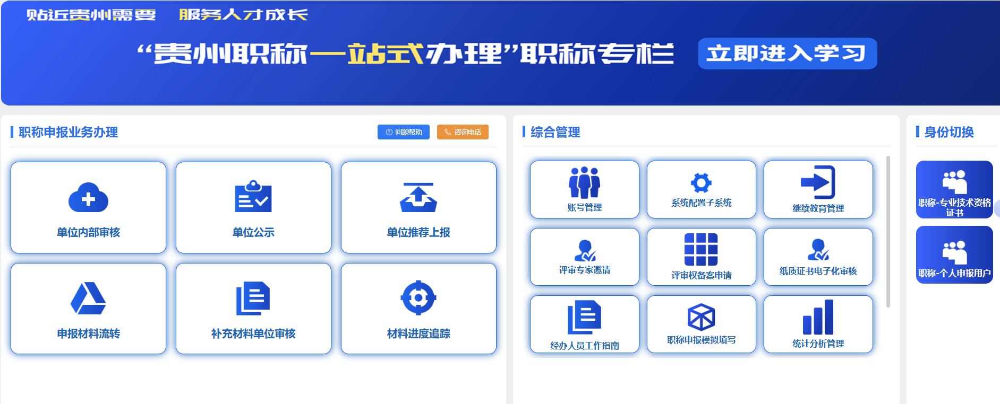 贴近贵州需要 服务人才成长
“贵州职称一站式办理”职称专栏 立即进入学习
职称申报业务办理
问题帮助
咨询电话
单位内部审核
单位公示
单位推荐上报
申报材料流转
补充材料单位审核
材料进度追踪
综合管理
账号管理
系统配置子系统
继续教育管理
评审专家邀请
评审权备案申请
纸质证书电子化审核
经办人员工作指南
职称申报模拟填写
统计分析管理
身份切换
职称-专业技术资格
证书
职称-个人申报用户